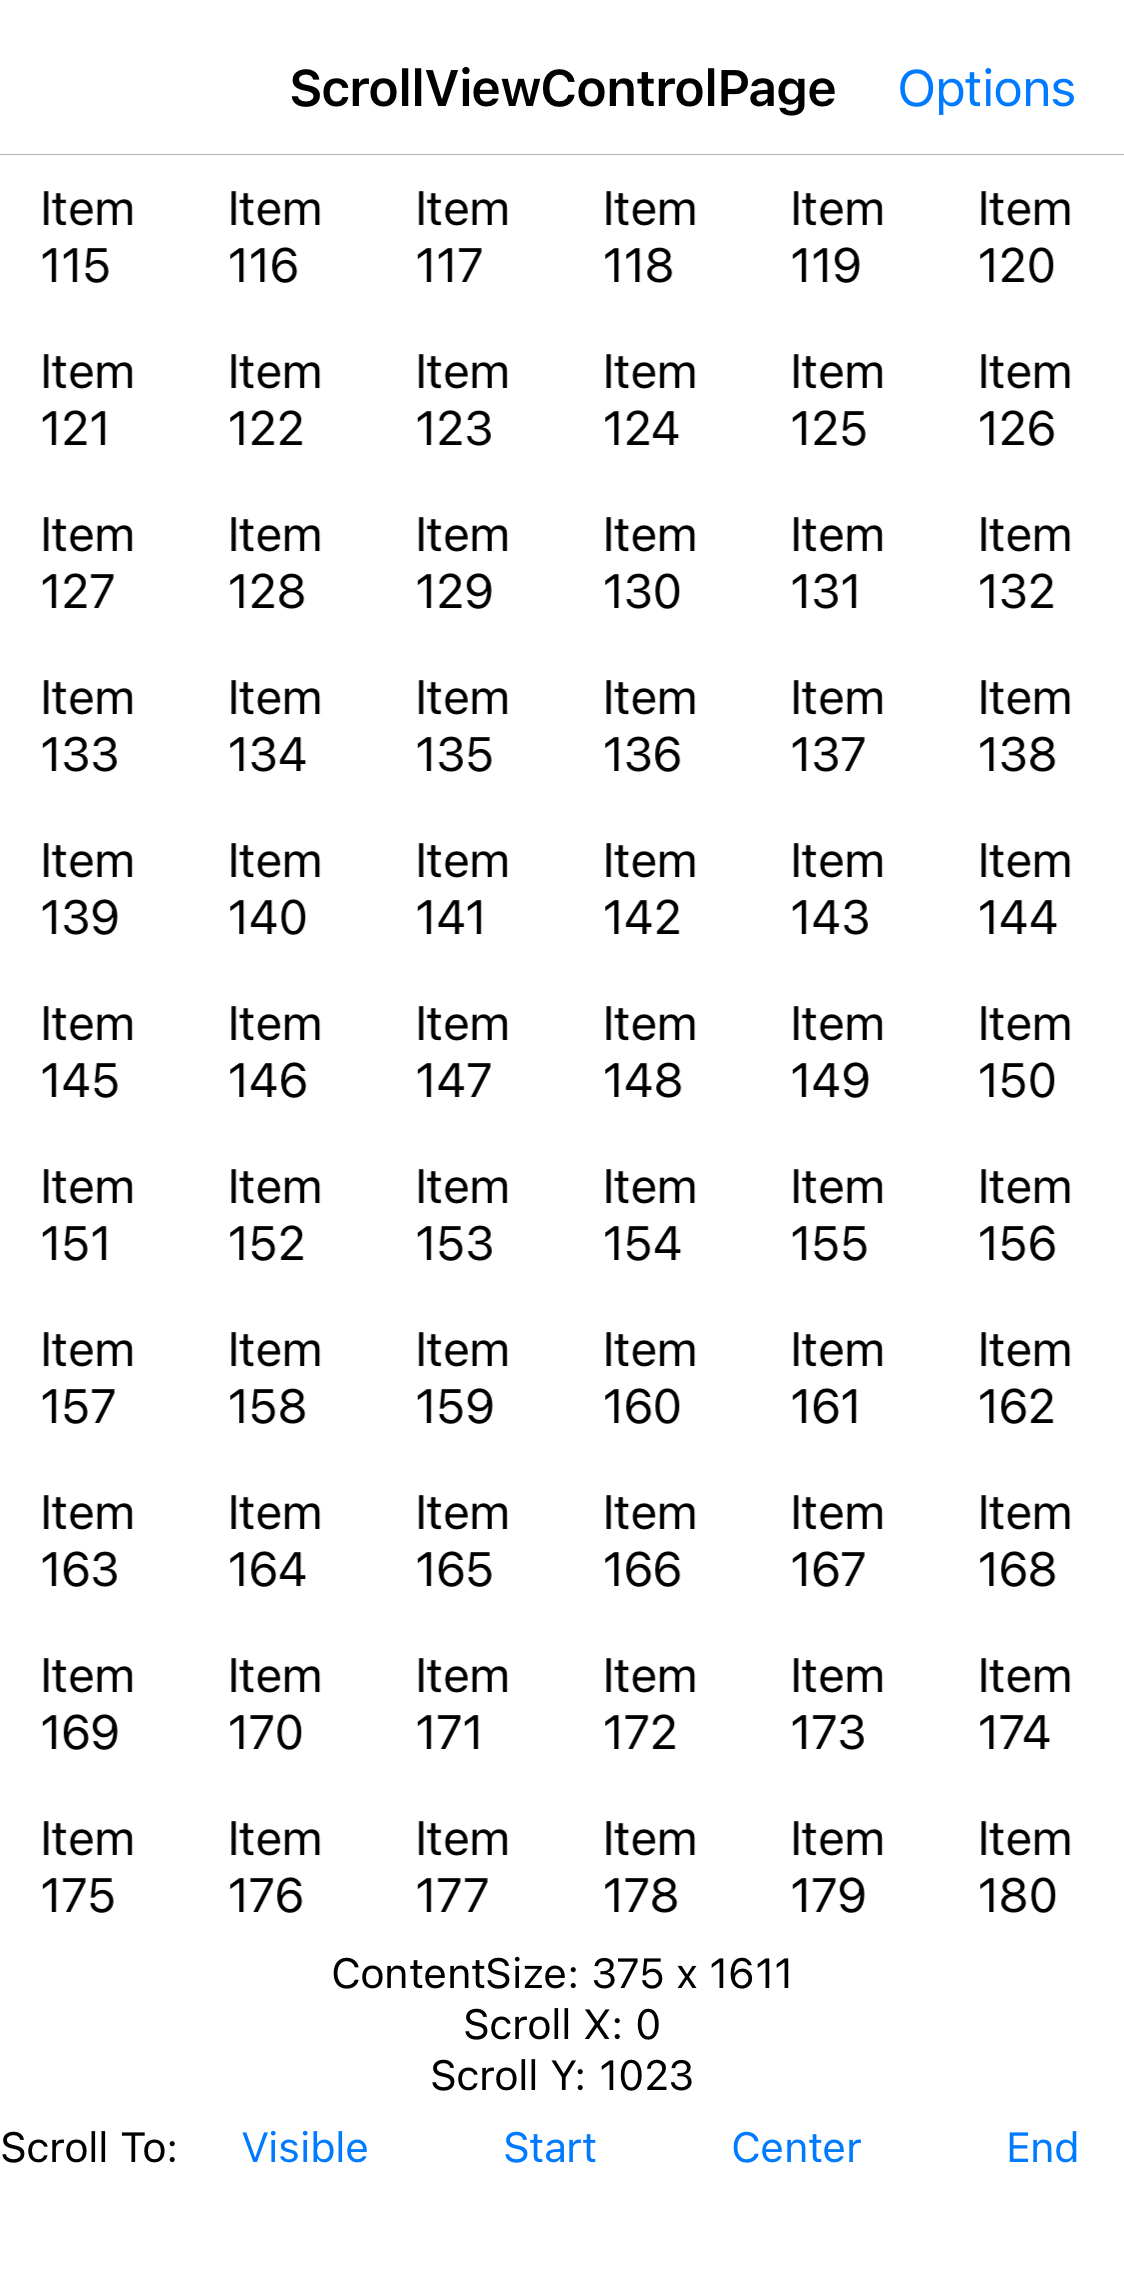 ScrollViewControlPage Options
Item Item Item Item Item Item
115 116 117 118 119 120
Item Item Item Item Item Item
121 122 123 124 125 126
Item Item Item Item Item Item
127 128 129 130 131 132
Item Item Item Item Item Item
133 134 135 136 137 138
Item Item Item Item Item Item
139 140 141 142 143 144
Item Item Item Item Item Item
145 146 147 148 149 150
Item Item Item Item Item Item
151 152 153 154 155 156
Item Item Item Item Item Item
157 158 159 160 161 162
Item Item Item Item Item Item
163 164 165 166 167 168
Item Item Item Item Item Item
169 170 171 172 173 174
Item Item Item Item Item Item
175 176 177 178 179 180
ContentSize: 375 x 1611
Scroll X: 0
Scroll Y: 1023
Scroll To: Visible Start Center End